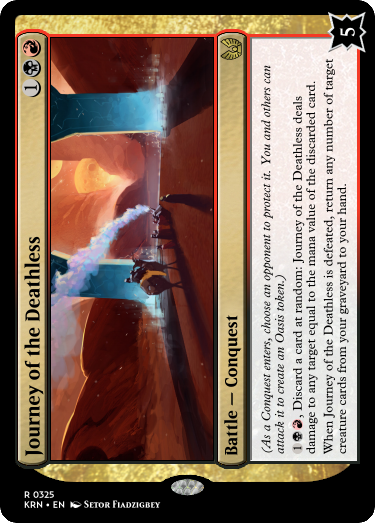 Journey of the Deathless
1
Battle — Conquest
(As a Conquest enters, choose an opponent to protect it. You and others can
attack it to create an Oasis token.)
1, Discard a card at random: Journey of the Deathless deals
damage to any target equal to the mana value of the discarded card.
When Journey of the Deathless is defeated, return any number of target
creature cards from your graveyard to your hand.
5
R 0325
KRN • EN Setor Fiadzigbey